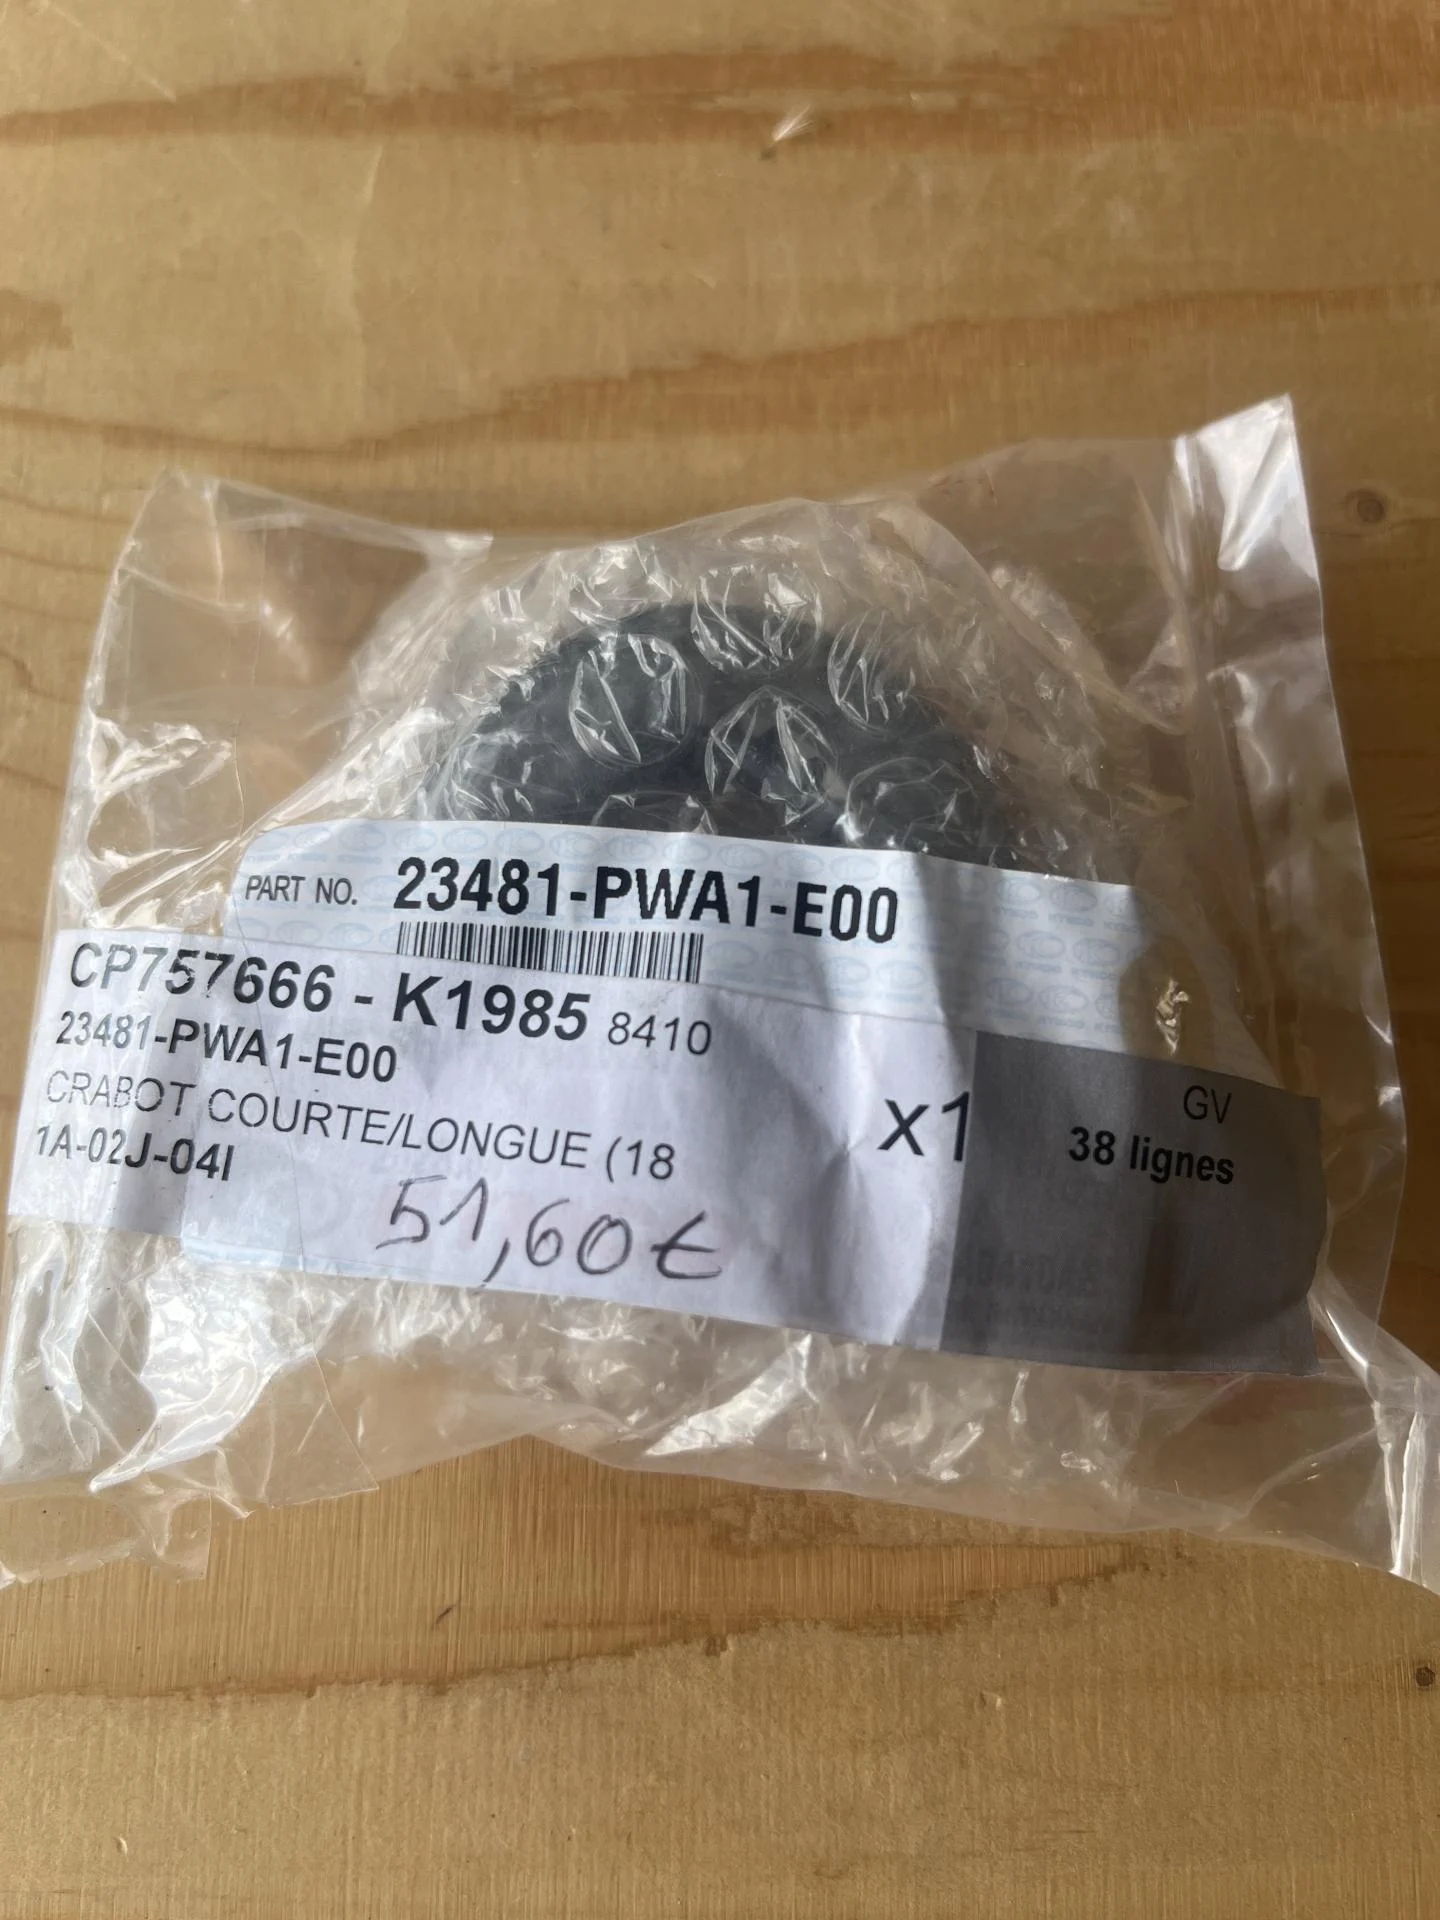 PART NO. 23481-PWA1-E00
CP757666 - K1985 8410
23481-PWA1-E00
CRABOT COURTE/LONGUE (18
1A-02J-04I
x1
GV
38 lignes
51,60€